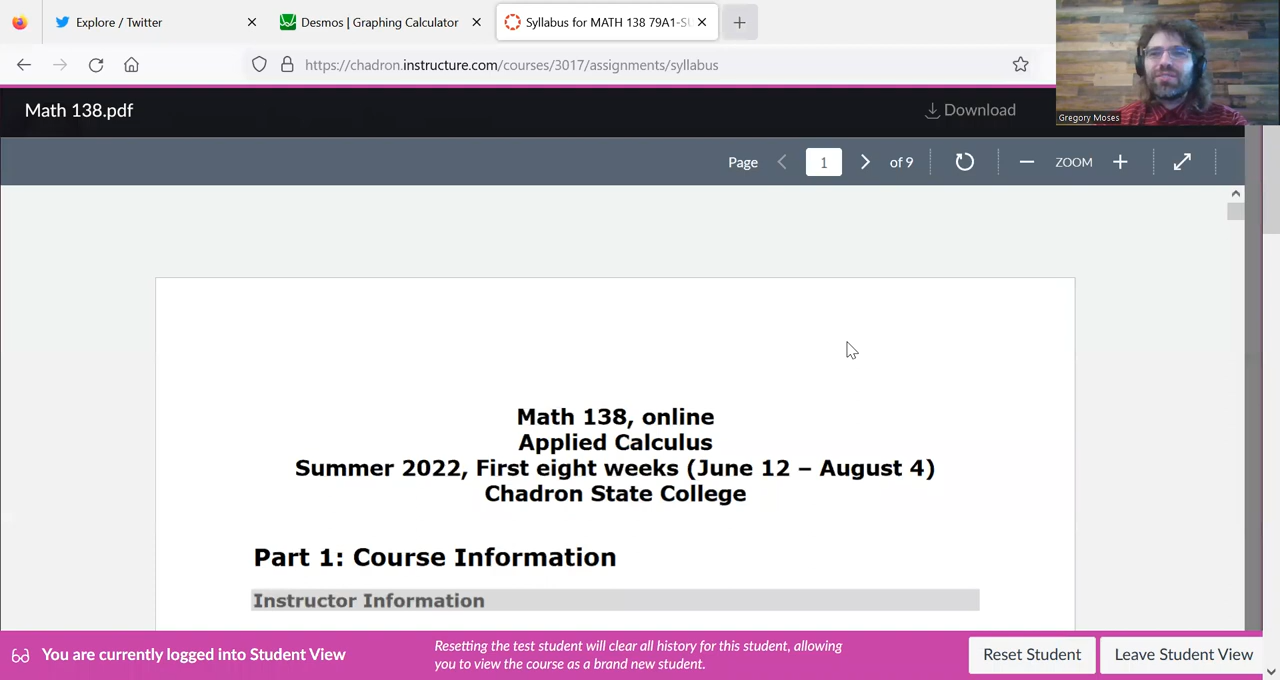 Explore / Twitter
Desmos | Graphing Calculator
Syllabus for MATH 138 79A1-SU
https://chadron.instructure.com/courses/3017/assignments/syllabus
Math 138.pdf
Download
Gregory Moses
Page 1 of 9
ZOOM
Math 138, online
Applied Calculus
Summer 2022, First eight weeks (June 12 – August 4)
Chadron State College
Part 1: Course Information
Instructor Information
You are currently logged into Student View
Resetting the test student will clear all history for this student, allowing
you to view the course as a brand new student.
Reset Student
Leave Student View